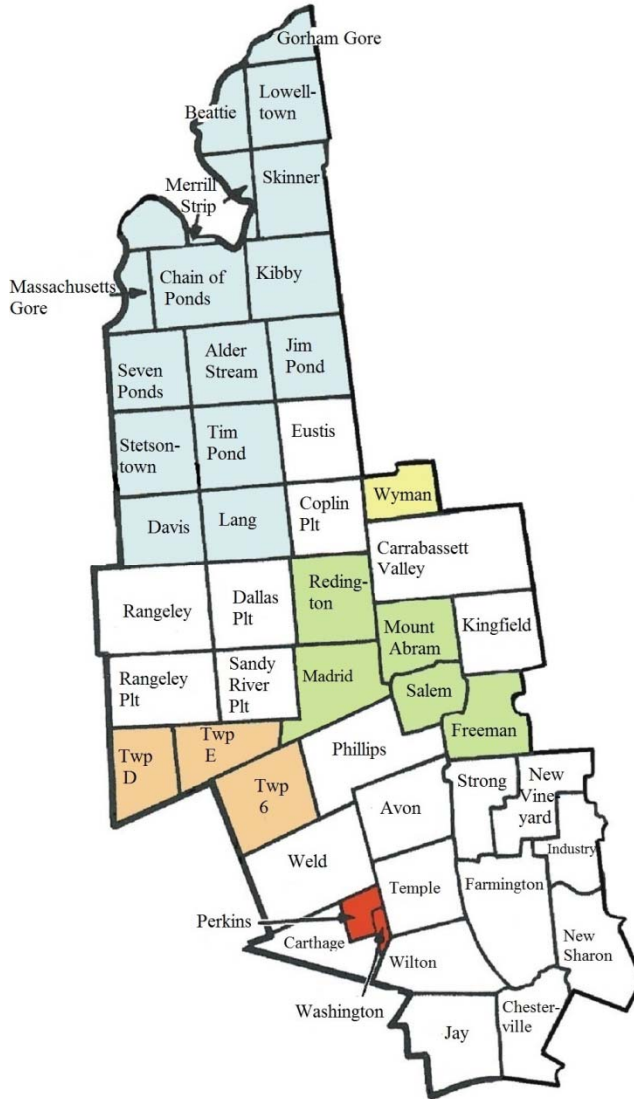 Gorham Gore
Lowell-
town
Beattie
Skinner
Merrill
Strip
Massachusetts
Gore
Chain of
Ponds
Kibby
Seven
Ponds
Alder
Stream
Jim
Pond
Stetson-
town
Tim
Pond
Eustis
Davis
Lang
Coplin
Plt
Wyman
Carrabassett
Valley
Rangeley
Dallas
Plt
Reding-
ton
Mount
Abram
Kingfield
Rangeley
Plt
Sandy
River
Plt
Madrid
Salem
Freeman
Twp
D
Twp
E
Phillips
Twp
6
Strong
New
Vine-
yard
Avon
Industry
Weld
Temple
Farmington
Perkins
Carthage
Wilton
New
Sharon
Washington
Jay
Chester-
ville